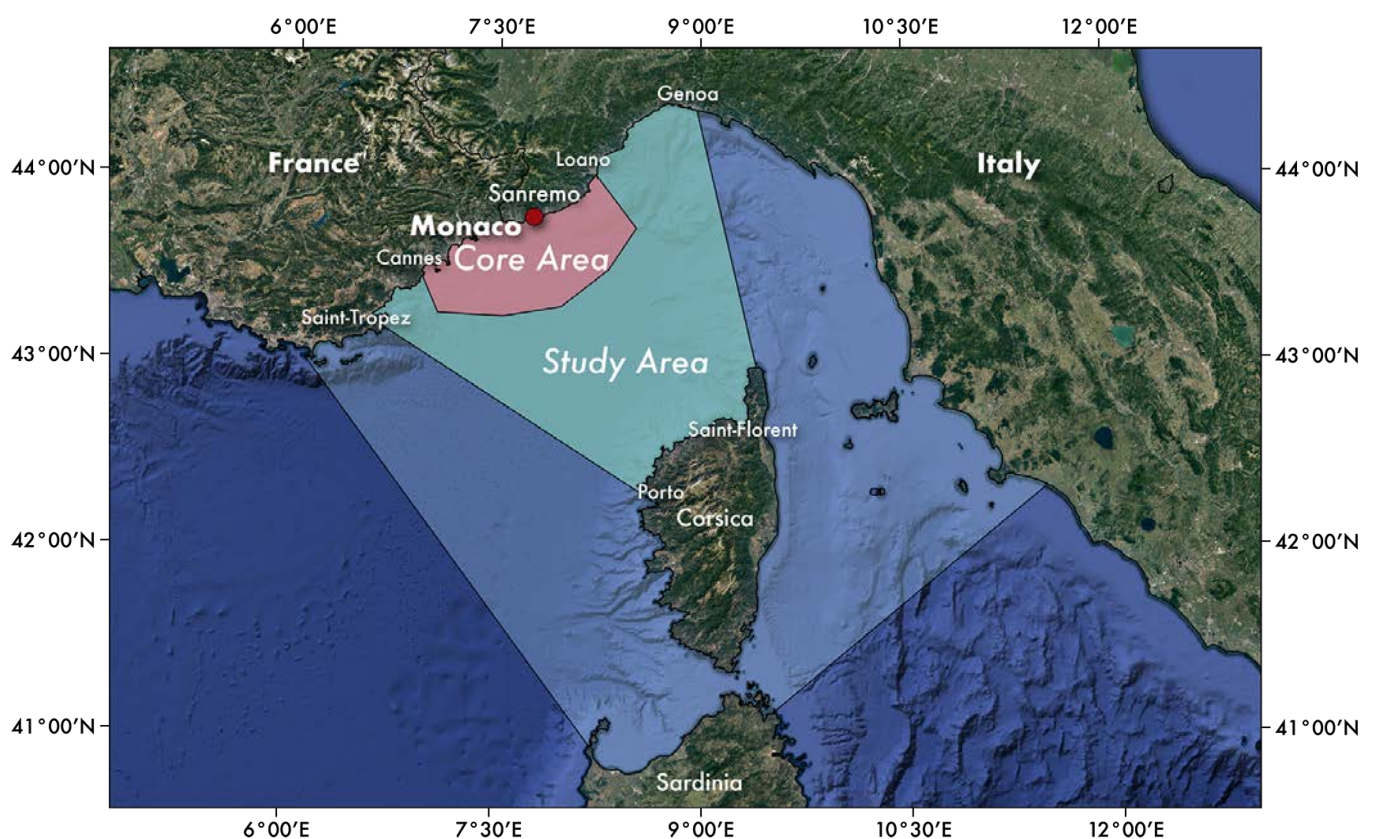 6°00′E 7°30′E 9°00′E 10°30′E 12°00′E
Genoa
44°00′N France Loano Italy 44°00′N
Sanremo
Monaco
Cannes Core Area
Saint-Tropez
43°00′N Study Area 43°00′N
Saint-Florent
Porto
Corsica
42°00′N 42°00′N
41°00′N 41°00′N
Sardinia
6°00′E 7°30′E 9°00′E 10°30′E 12°00′E